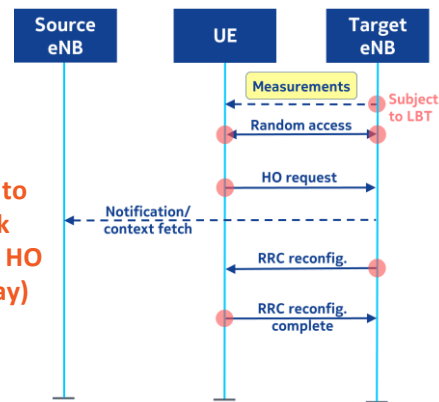 Source
eNB
UE
Target
eNB
Measurements
Subject
to LBT
Random access
to
HO request
k
Notification/
context fetch
HO
RRC reconfig.
ay)
RRC reconfig.
complete